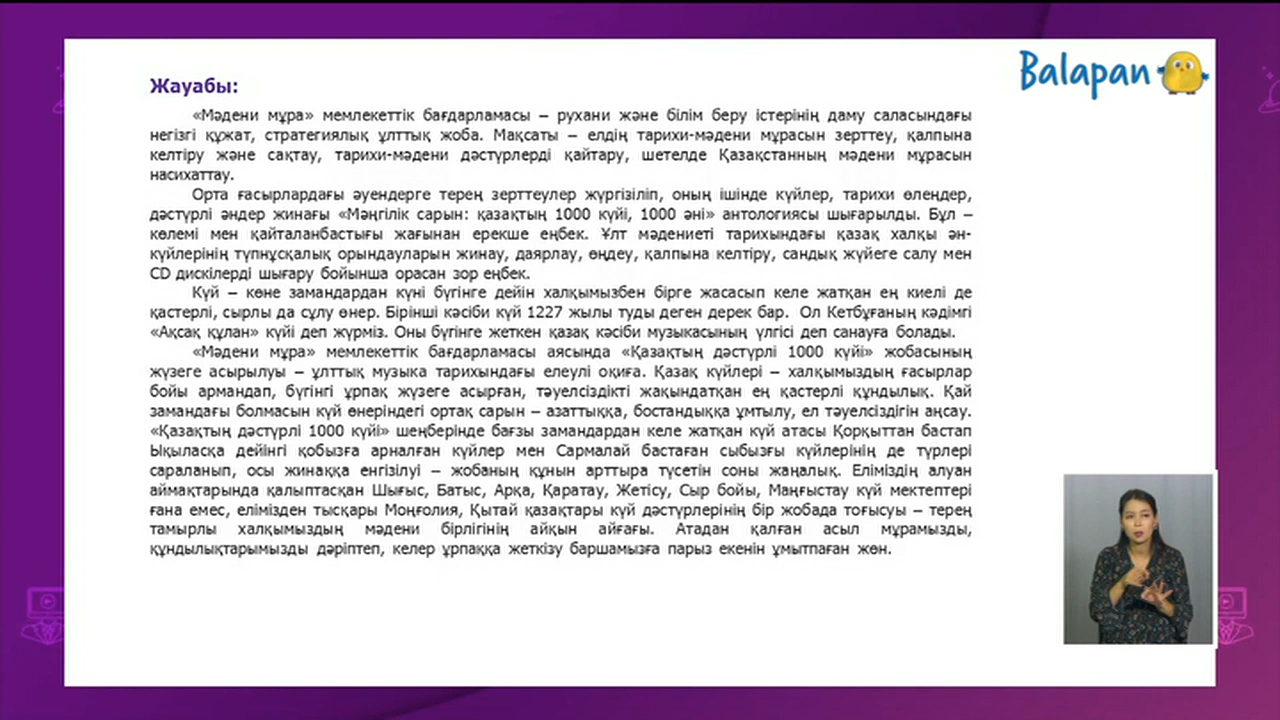 Balapan
Жауабы:
«Мәдени мұра» мемлекеттік бағдарламасы – рухани және білім беру істерінің даму саласындағы
негізгі құжат, стратегиялық ұлттық жоба. Мақсаты – елдің тарихи-мәдени мұрасын зерттеу, қалпына
келтіру және сақтау, тарихи-мәдени дәстүрлерді қайтару, шетелде Қазақстанның мәдени мұрасын
насихаттау.
Орта ғасырлардағы әуендерге терең зерттеулер жүргізіліп, оның ішінде күйлер, тарихи өлеңдер,
дәстүрлі әндер жинағы «Мәңгілік сарын: қазақтың 1000 күйі, 1000 әні» антологиясы шығарылды. Бұл –
көлемі мен қайталанбастығы жағынан ерекше еңбек. Ұлт мәдениеті тарихындағы қазақ халқы ән-
күйлерінің түпнұсқалық орындауларын жинау, даярлау, өңдеу, қалпына келтіру, сандық жүйеге салу мен
CD дискілерді шығару бойынша орасан зор еңбек.
Күй – көне замандардан күні бүгінге дейін халқымызбен бірге жасасып келе жатқан ең киелі де
қастерлі, сырлы да сұлу өнер. Бірінші кәсіби күй 1227 жылы туды деген дерек бар. Ол Кетбұғаның кәдімгі
«Ақсақ құлан» күйі деп жүрміз. Оны бүгінге жеткен қазақ кәсіби музыкасының үлгісі деп санауға болады.
«Мәдени мұра» мемлекеттік бағдарламасы аясында «Қазақтың дәстүрлі 1000 күйі» жобасының
жүзеге асырылуы – ұлттық музыка тарихындағы елеулі оқиға. Қазақ күйлері – халқымыздың ғасырлар
бойы армандап, бүгінгі ұрпақ жүзеге асырған, тәуелсіздікті жақындатқан ең қастерлі құндылық. Қай
замандағы болмасын күй өнеріндегі ортақ сарын – азаттыққа, бостандыққа ұмтылу, ел тәуелсіздігін аңсау.
«Қазақтың дәстүрлі 1000 күйі» шеңберінде бағзы замандардан келе жатқан күй атасы Қорқыттан бастап
Ықыласқа дейінгі қобызға арналған күйлер мен Сармалай бастаған сыбызғы күйлерінің де түрлері
сараланып, осы жинаққа енгізілуі – жобаның құнын арттыра түсетін соны жаңалық. Еліміздің алуан
аймақтарында қалыптасқан Шығыс, Батыс, Арқа, Қаратау, Жетісу, Сыр бойы, Маңғыстау күй мектептері
ғана емес, елімізден тысқары Моңғолия, Қытай қазақтары күй дәстүрлерінің бір жобада тоғысуы – терең
тамырлы халқымыздың мәдени бірлігінің айқын айғағы. Атадан қалған асыл мұрамызды,
құндылықтарымызды дәріптеп, келер ұрпаққа жеткізу баршамызға парыз екенін ұмытпаған жөн.